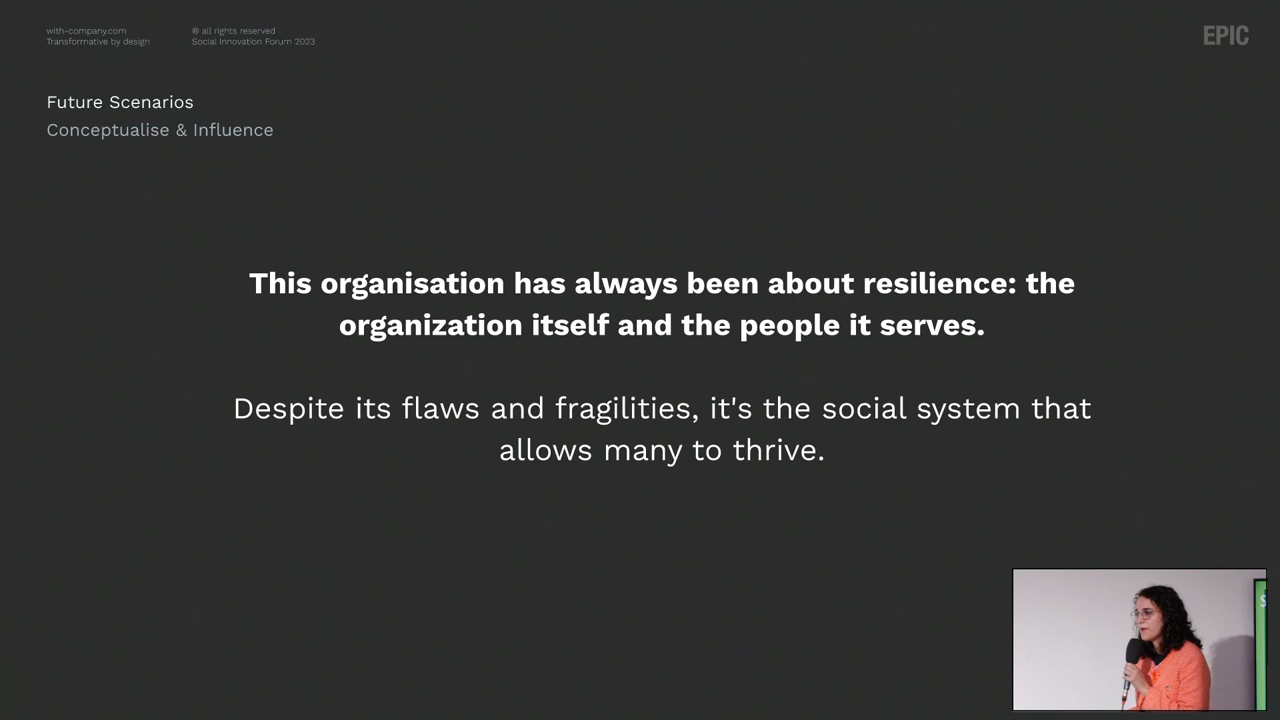 with-company.com
Transformative by design
® all rights reserved
Social Innovation Forum 2023
EPIC
Future Scenarios
Conceptualise & Influence
This organisation has always been about resilience: the
organization itself and the people it serves.
Despite its flaws and fragilities, it's the social system that
allows many to thrive.
S